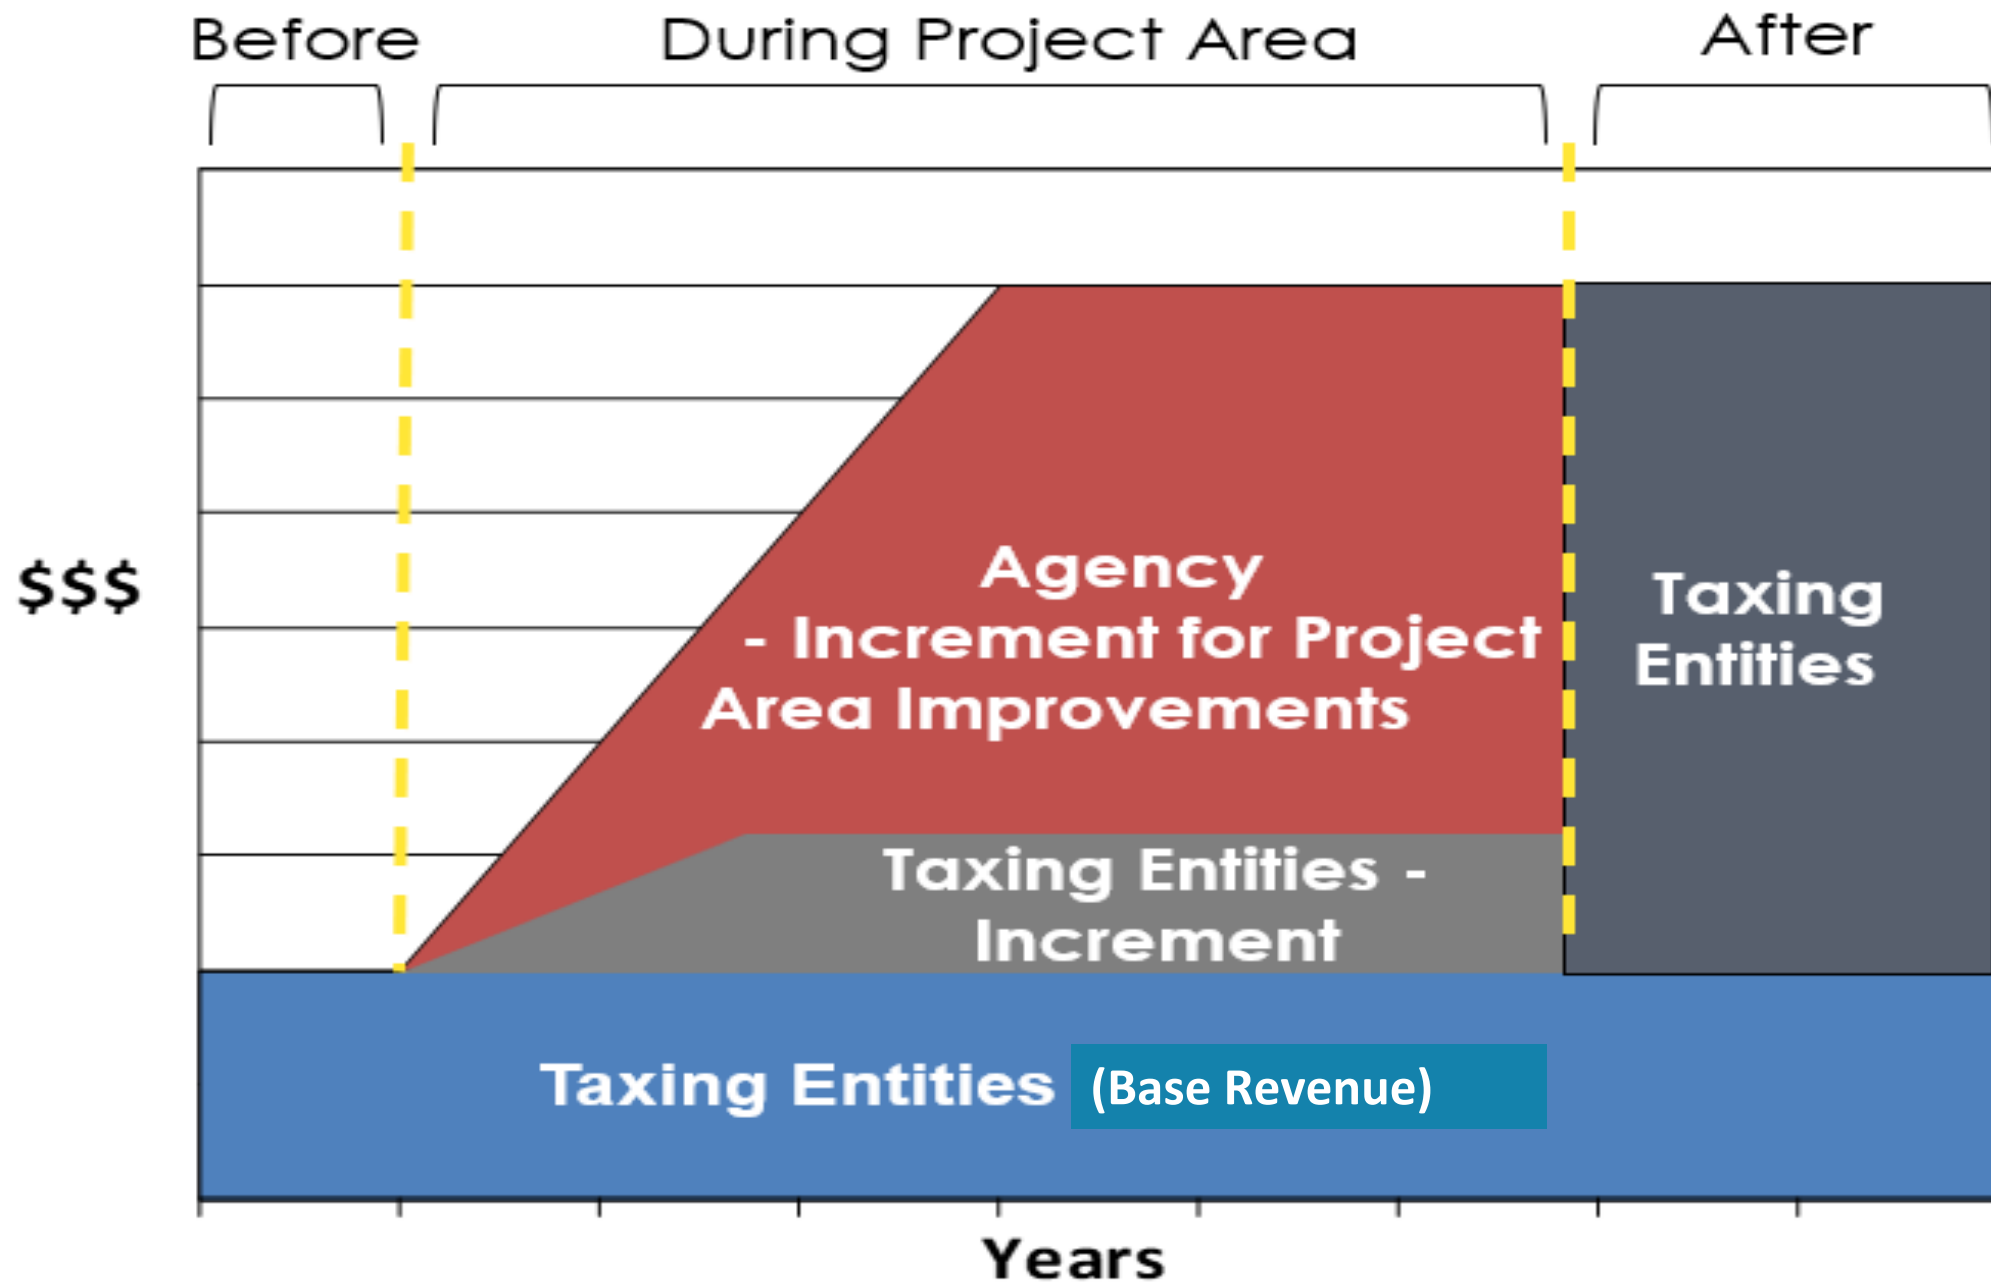 Before
During Project Area
After
$$$
Agency
- Increment for Project
Area Improvements
Taxing
Entities
Taxing Entities -
Increment
Taxing Entities (Base Revenue)
Years